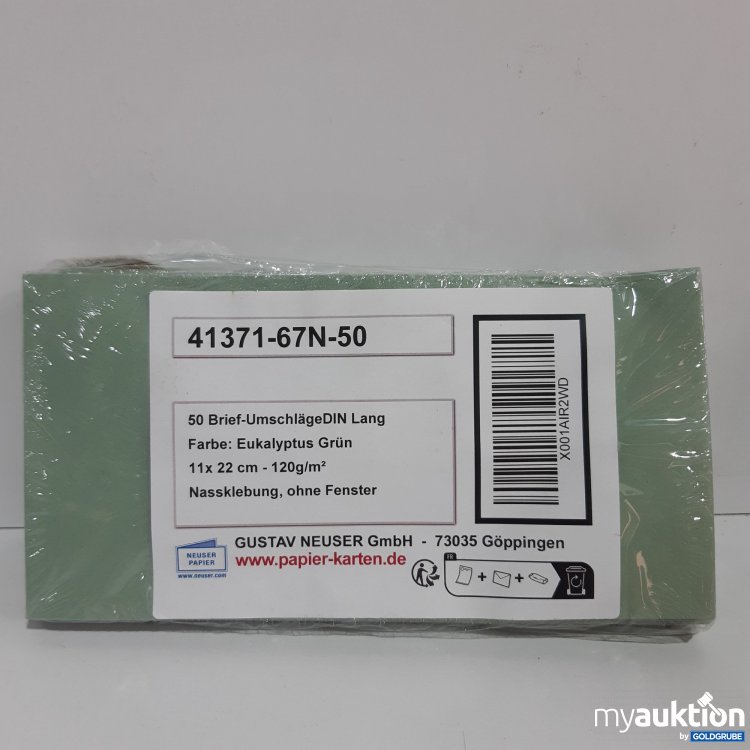 41371-67N-50
50 Brief-UmschlägeDIN Lang
Farbe: Eukalyptus Grün
11x 22 cm - 120g/m²
Nassklebung, ohne Fenster
X001AIR2WD
GUSTAV NEUSER GmbH - 73035 Göppingen
www.papier-karten.de
NEUSER
PAPIER
www.neuser.com
FR
myauktion
by GOLDGRUBE